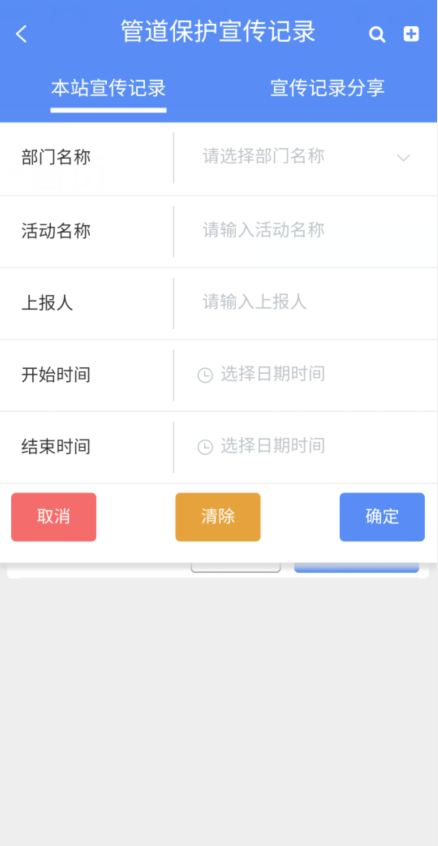 管道保护宣传记录
本站宣传记录 宣传记录分享
部门名称 请选择部门名称
活动名称 请输入活动名称
上报人 请输入上报人
开始时间 选择日期时间
结束时间 选择日期时间
取消 清除 确定